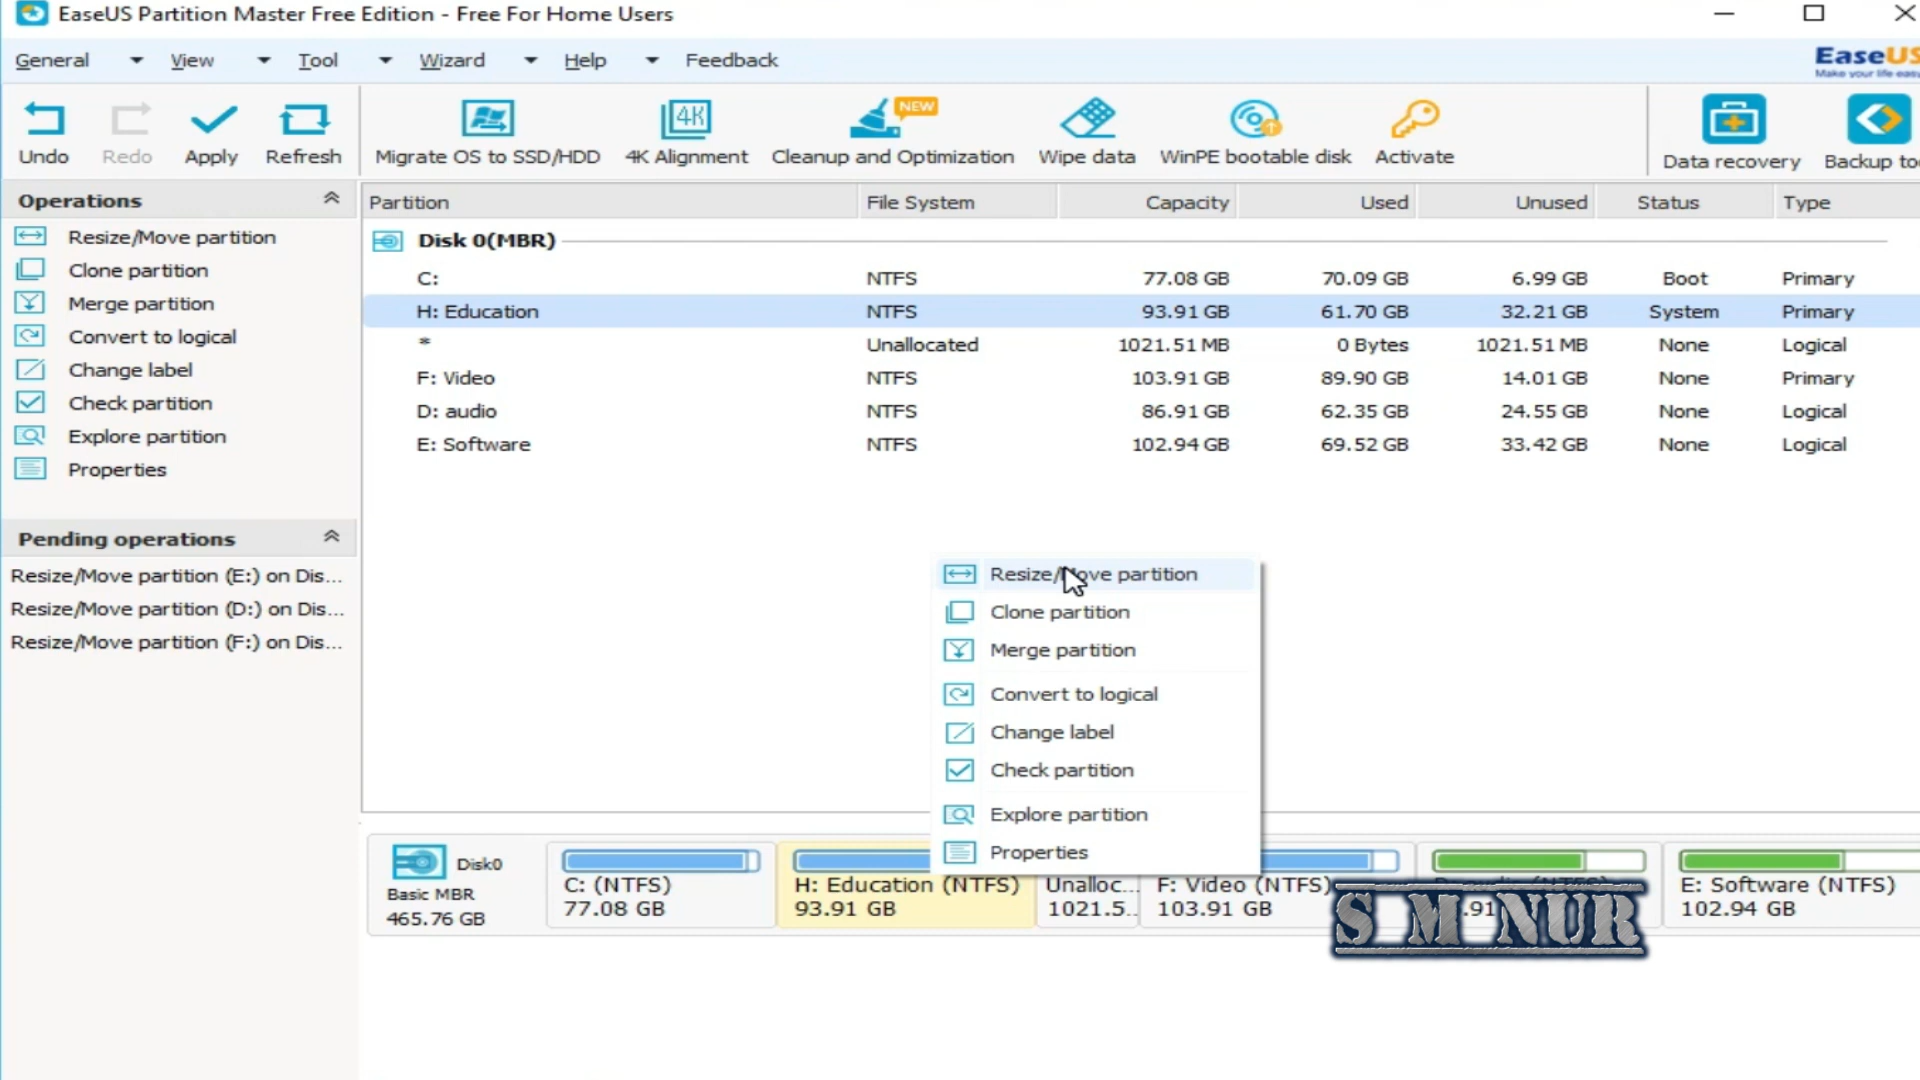 EaseUS Partition Master Free Edition - Free For Home Users
General View Tool Wizard Help Feedback
EaseUS
Make your life easy
Undo Redo Apply Refresh Migrate OS to SSD/HDD 4K 4K Alignment NEW Cleanup and Optimization Wipe data WinPE bootable disk Activate Data recovery Backup too
Operations
Resize/Move partition
Clone partition
Merge partition
Convert to logical
Change label
Check partition
Explore partition
Properties
Pending operations
Resize/Move partition (E:) on Dis...
Resize/Move partition (D:) on Dis...
Resize/Move partition (F:) on Dis...
Partition File System Capacity Used Unused Status Type
Disk 0(MBR)
C: NTFS 77.08 GB 70.09 GB 6.99 GB Boot Primary
H: Education NTFS 93.91 GB 61.70 GB 32.21 GB System Primary
* Unallocated 1021.51 MB 0 Bytes 1021.51 MB None Logical
F: Video NTFS 103.91 GB 89.90 GB 14.01 GB None Primary
D: audio NTFS 86.91 GB 62.35 GB 24.55 GB None Logical
E: Software NTFS 102.94 GB 69.52 GB 33.42 GB None Logical
Resize/Move partition
Clone partition
Merge partition
Convert to logical
Change label
Check partition
Explore partition
Properties
Disk0
Basic MBR
465.76 GB
C: (NTFS)
77.08 GB
H: Education (NTFS)
93.91 GB
Unalloc...
1021.5..
F: Video (NTFS)
103.91 GB
E: Software (NTFS)
102.94 GB
S M NUR